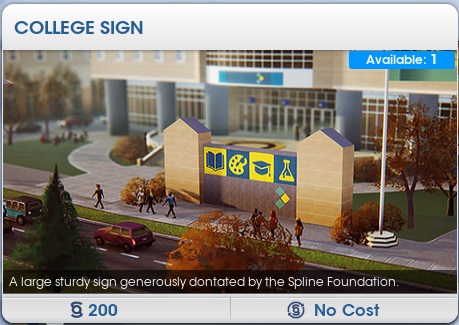 COLLEGE SIGN
Available: 1
A large sturdy sign generously dontated by the Spline Foundation.
200
No Cost